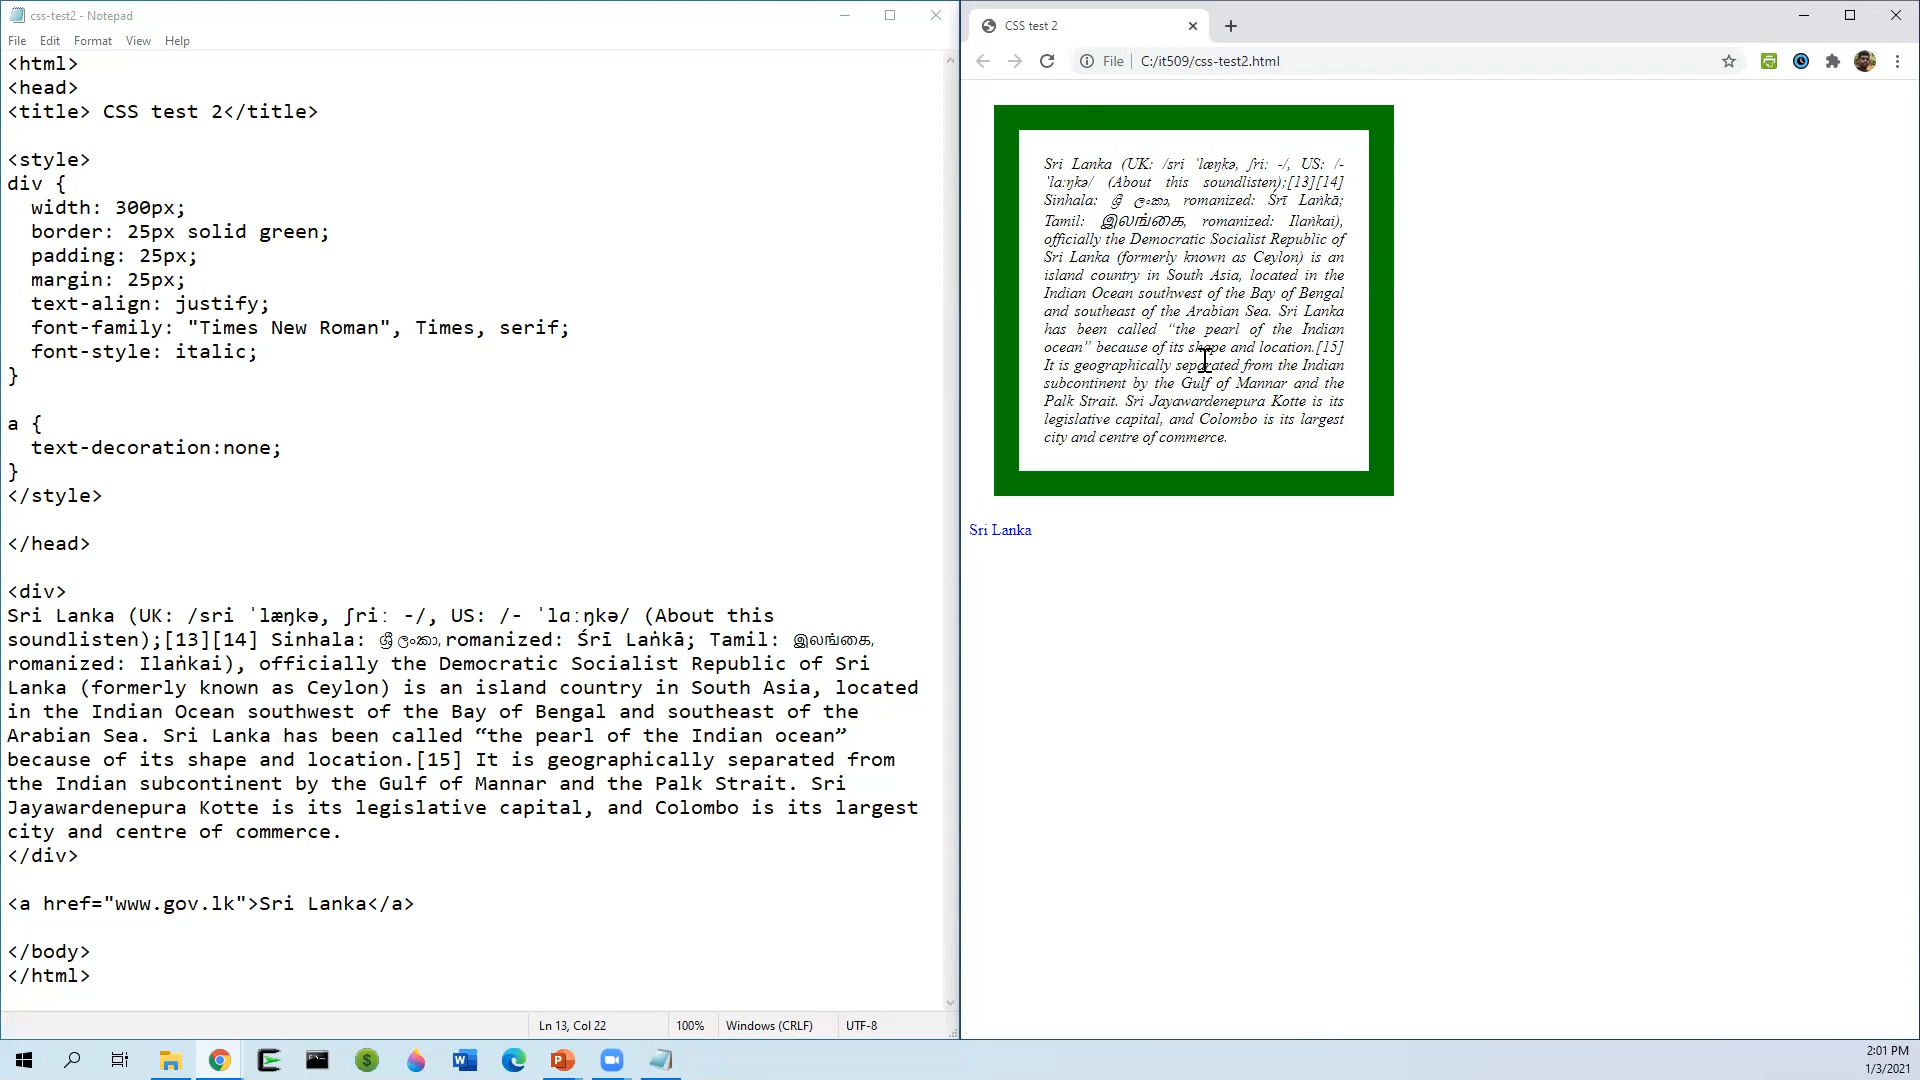 css-test2 - Notepad
File Edit Format View Help
<html>
<head>
<title> CSS test 2</title>
<style>
div {
width: 300px;
border: 25px solid green;
padding: 25px;
margin: 25px;
text-align: justify;
font-family: "Times New Roman", Times, serif;
font-style: italic;
}
a {
text-decoration:none;
}
</style>
</head>
<div>
Sri Lanka (UK: /sri ˈlæŋkə, ʃriː -/, US: /- ˈlɑːŋkə/ (About this
soundlisten);[13][14] Sinhala: ශ්‍රී ලංකා, romanized: Śrī Laṅkā; Tamil: இலங்கை,
romanized: Ilaṅkai), officially the Democratic Socialist Republic of Sri
Lanka (formerly known as Ceylon) is an island country in South Asia, located
in the Indian Ocean southwest of the Bay of Bengal and southeast of the
Arabian Sea. Sri Lanka has been called “the pearl of the Indian ocean”
because of its shape and location.[15] It is geographically separated from
the Indian subcontinent by the Gulf of Mannar and the Palk Strait. Sri
Jayawardenepura Kotte is its legislative capital, and Colombo is its largest
city and centre of commerce.
</div>
<a href="www.gov.lk">Sri Lanka</a>
</body>
</html>
Ln 13, Col 22 100% Windows (CRLF) UTF-8
CSS test 2
File C:/it509/css-test2.html
Sri Lanka (UK: /sri ˈlæŋkə, ʃriː -/, US: /-
ˈlɑːŋkə/ (About this soundlisten);[13][14]
Sinhala: ශ්‍රී ලංකා, romanized: Śrī Laṅkā;
Tamil: இலங்கை, romanized: Ilaṅkai),
officially the Democratic Socialist Republic of
Sri Lanka (formerly known as Ceylon) is an
island country in South Asia, located in the
Indian Ocean southwest of the Bay of Bengal
and southeast of the Arabian Sea. Sri Lanka
has been called “the pearl of the Indian
ocean” because of its shape and location.[15]
It is geographically separated from the Indian
subcontinent by the Gulf of Mannar and the
Palk Strait. Sri Jayawardenepura Kotte is its
legislative capital, and Colombo is its largest
city and centre of commerce.
Sri Lanka
2:01 PM
1/3/2021